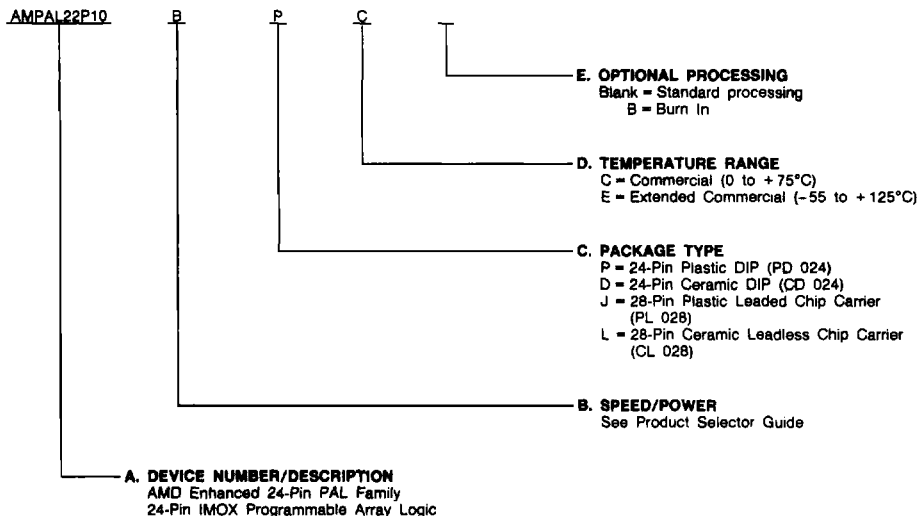 AMPAL22P10 B P C
E. OPTIONAL PROCESSING
Blank = Standard processing
B = Burn In
D. TEMPERATURE RANGE
C = Commercial (0 to +75°C)
E = Extended Commercial (-55 to +125°C)
C. PACKAGE TYPE
P = 24-Pin Plastic DIP (PD 024)
D = 24-Pin Ceramic DIP (CD 024)
J = 28-Pin Plastic Leaded Chip Carrier
(PL 028)
L = 28-Pin Ceramic Leadless Chip Carrier
(CL 028)
B. SPEED/POWER
See Product Selector Guide
A. DEVICE NUMBER/DESCRIPTION
AMD Enhanced 24-Pin PAL Family
24-Pin IMOX Programmable Array Logic